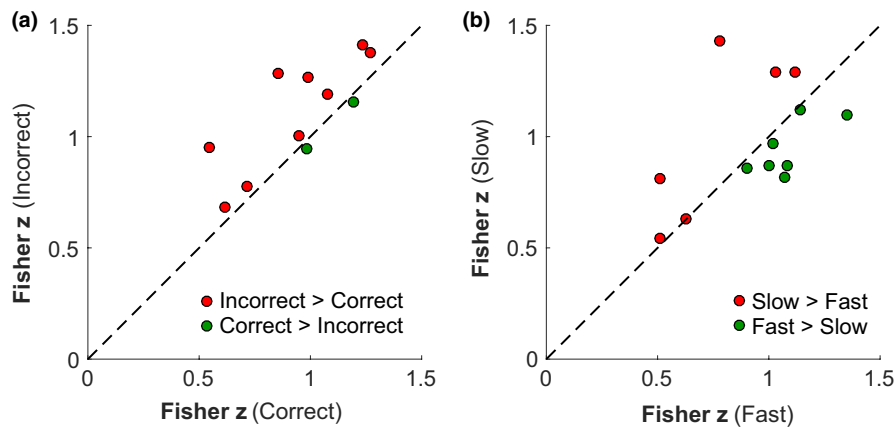 (a)
1.5
1
0.5
0
0
0.5
1
1.5
Fisher z (Incorrect)
Fisher z (Correct)
Incorrect > Correct
Correct > Incorrect
(b)
1.5
1
0.5
0
0
0.5
1
1.5
Fisher z (Slow)
Fisher z (Fast)
Slow > Fast
Fast > Slow